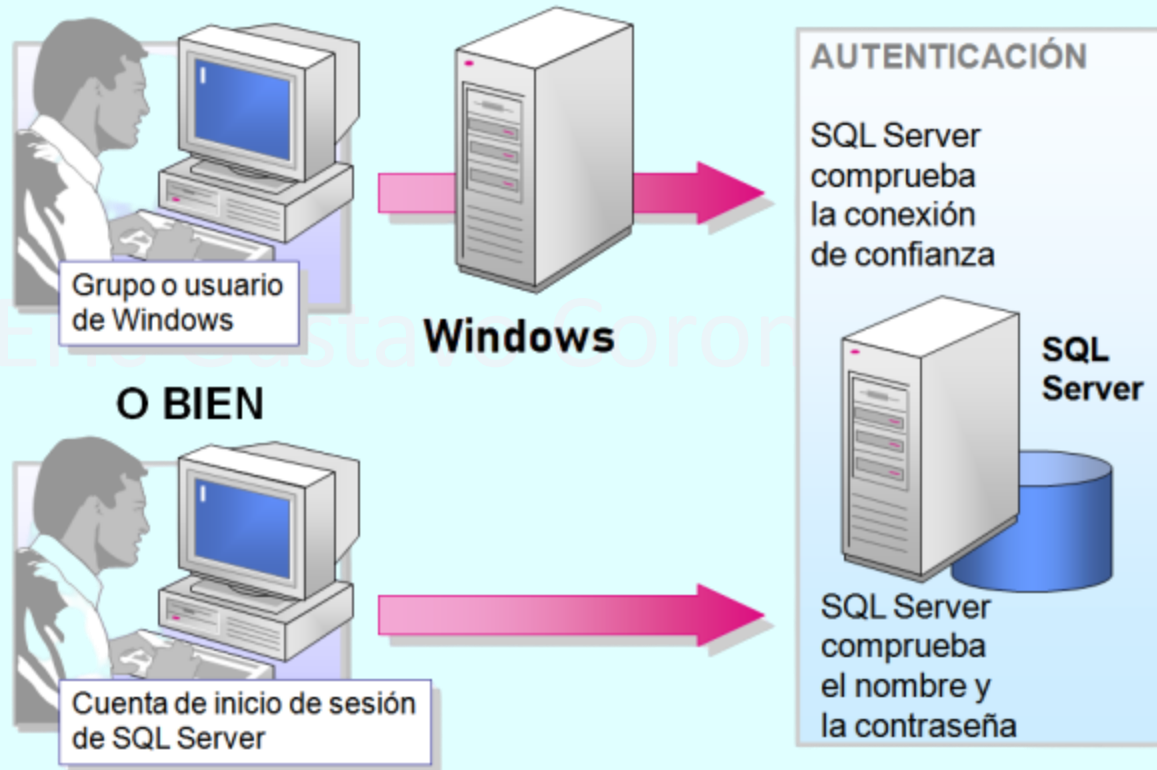 AUTENTICACIÓN
SQL Server
comprueba
la conexión
de confianza
Grupo o usuario
de Windows
Windows
SQL
Server
O BIEN
Cuenta de inicio de sesión
de SQL Server
SQL Server
comprueba
el nombre y
la contraseña